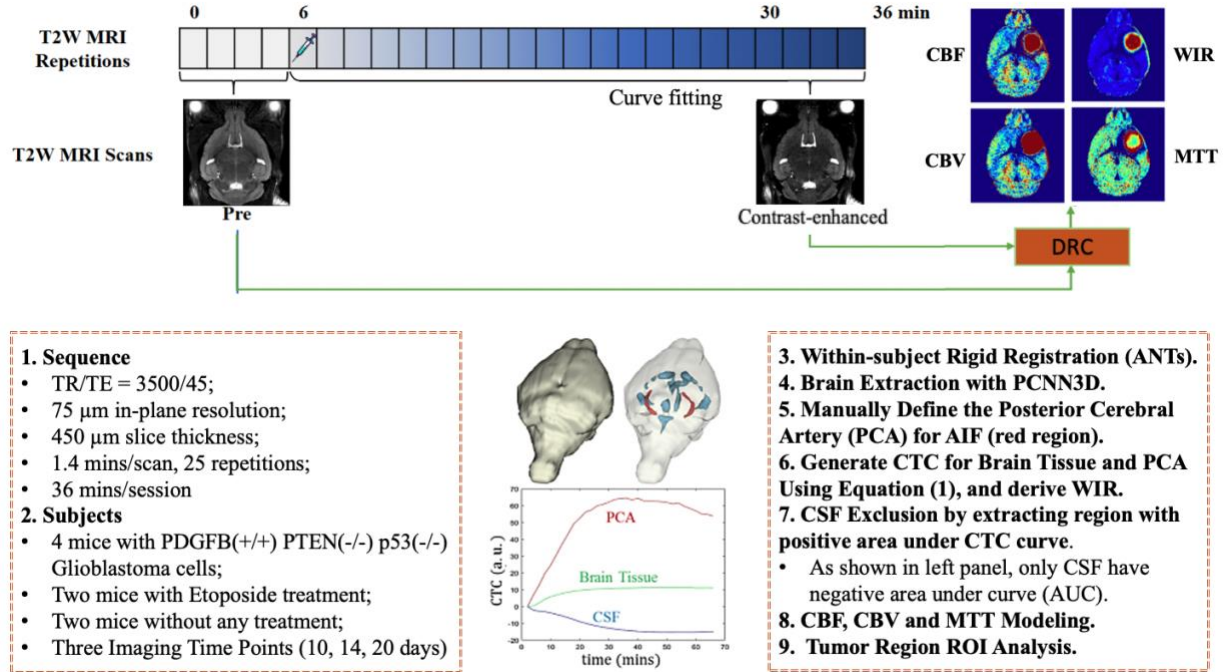 0 6 30 36 min
T2W MRI
Repetitions
Curve fitting
T2W MRI Scans
Pre
Contrast-enhanced
CBF
WIR
CBV
MTT
DRC
1. Sequence
• TR/TE = 3500/45;
• 75 µm in-plane resolution;
• 450 µm slice thickness;
• 1.4 mins/scan, 25 repetitions;
• 36 mins/session
2. Subjects
• 4 mice with PDGFB(+/+) PTEN(-/-) p53(-/-)
Glioblastoma cells;
• Two mice with Etoposide treatment;
• Two mice without any treatment;
• Three Imaging Time Points (10, 14, 20 days)
CTC (a. u.)
70
60
50
40
30
20
10
0
-10
-20
PCA
Brain Tissue
CSF
0 10 20 30 40 50 60 70
time (mins)
3. Within-subject Rigid Registration (ANTs).
4. Brain Extraction with PCNN3D.
5. Manually Define the Posterior Cerebral
Artery (PCA) for AIF (red region).
6. Generate CTC for Brain Tissue and PCA
Using Equation (1), and derive WIR.
7. CSF Exclusion by extracting region with
positive area under CTC curve.
• As shown in left panel, only CSF have
negative area under curve (AUC).
8. CBF, CBV and MTT Modeling.
9. Tumor Region ROI Analysis.